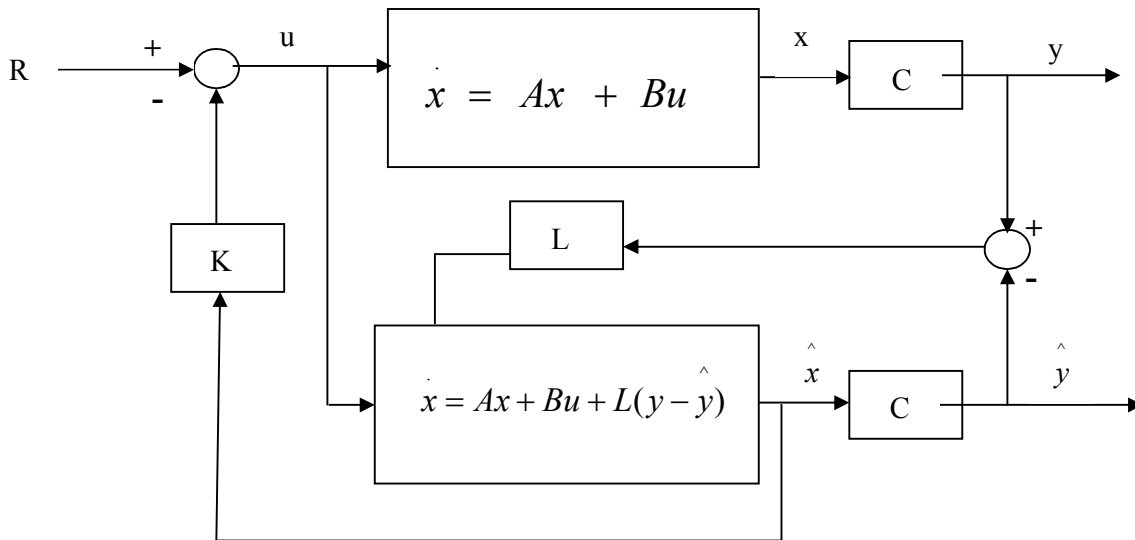 R
+
-
u
ẋ = Ax + Bu
x
C
y
K
L
+
-
ẋ = Ax + Bu + L(y - ŷ)
x̂
C
ŷ